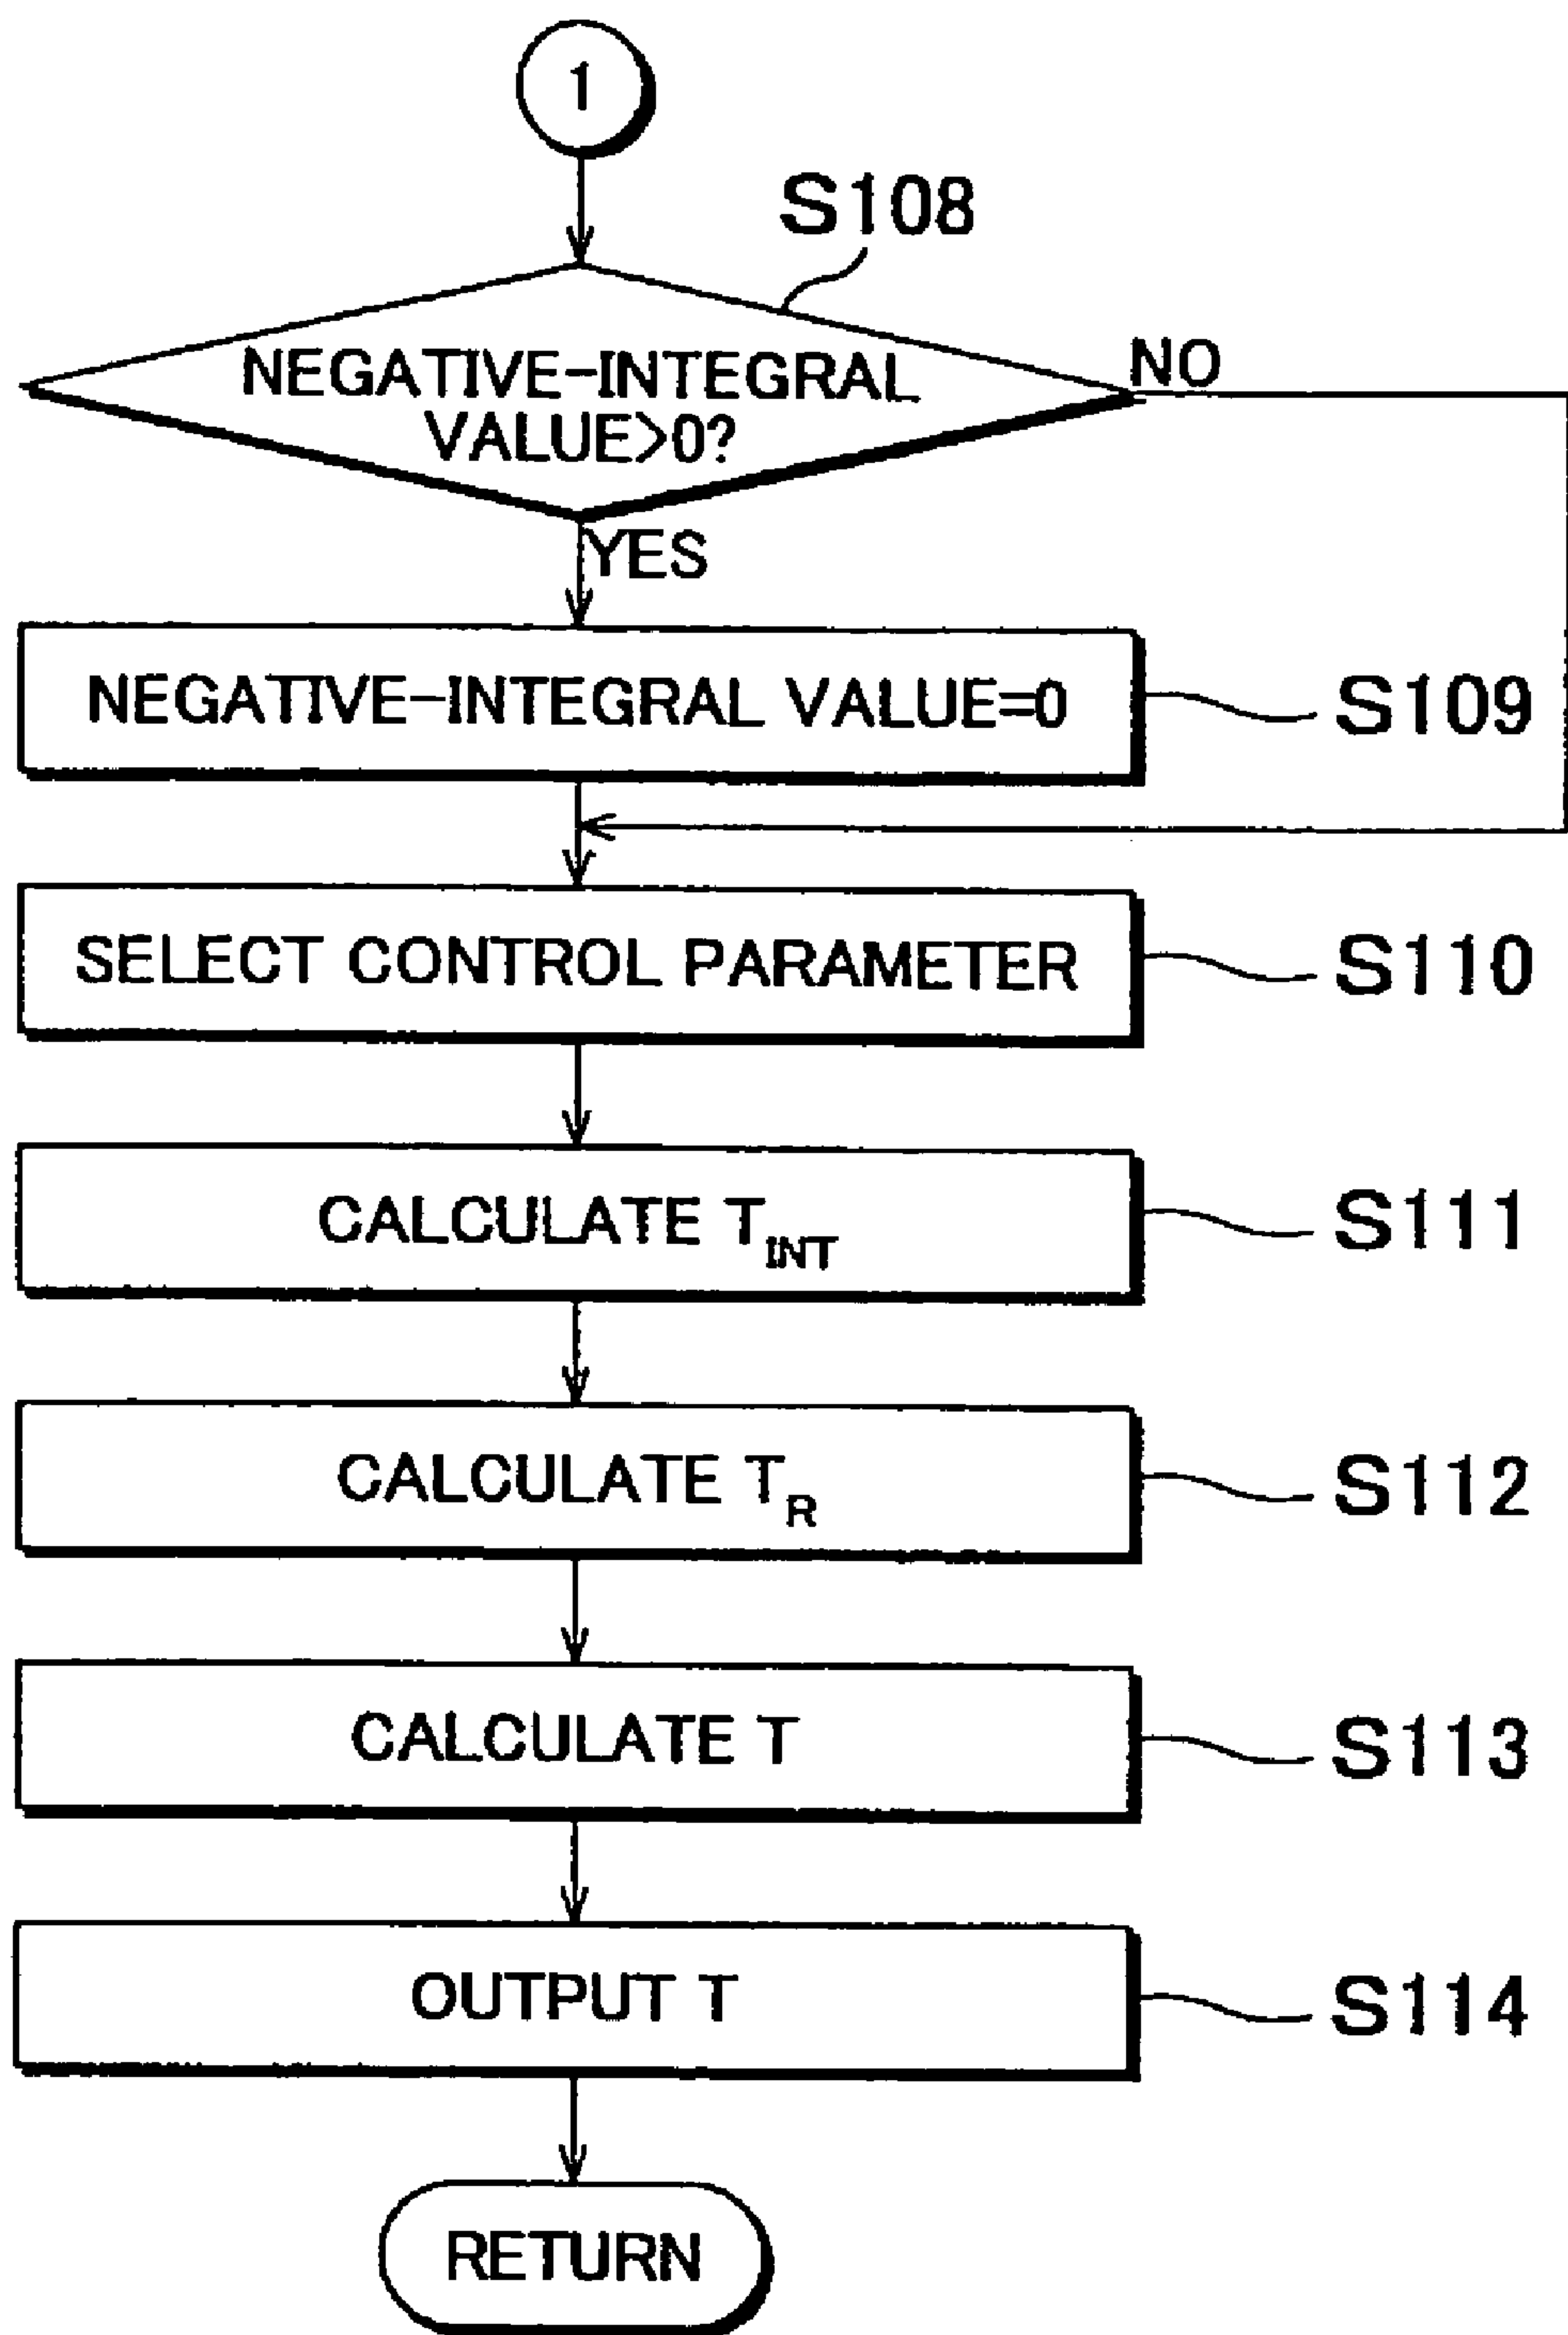 1
S108
NEGATIVE-INTEGRAL
VALUE>0?
NO
YES
NEGATIVE-INTEGRAL VALUE=0
S109
SELECT CONTROL PARAMETER
S110
CALCULATE T_INT
S111
CALCULATE T_R
S112
CALCULATE T
S113
OUTPUT T
S114
RETURN